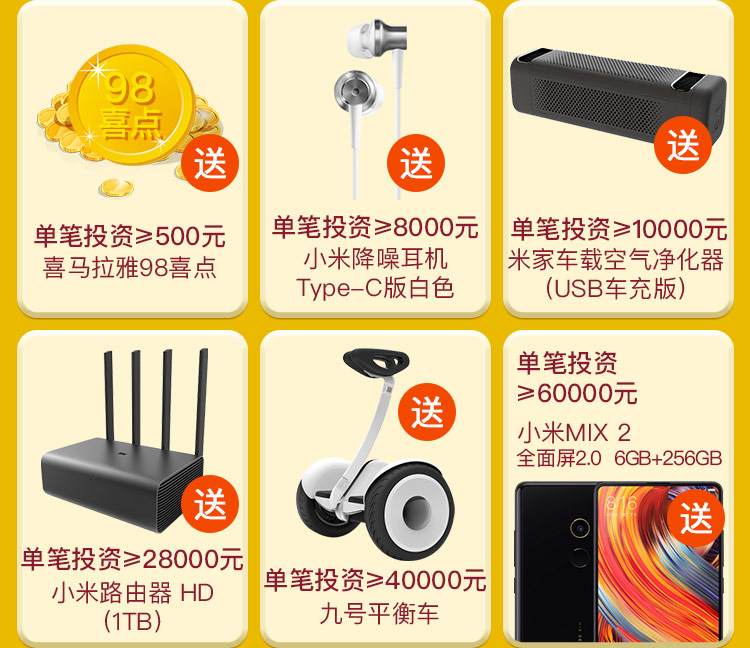 98
喜点
送
单笔投资≥500元
喜马拉雅98喜点
送
单笔投资≥8000元
小米降噪耳机
Type-C版白色
送
单笔投资≥10000元
米家车载空气净化器
(USB车充版)
送
单笔投资≥28000元
小米路由器 HD
(1TB)
送
单笔投资≥40000元
九号平衡车
单笔投资
≥60000元
小米MIX 2
全面屏2.0 6GB+256GB
8:16
送